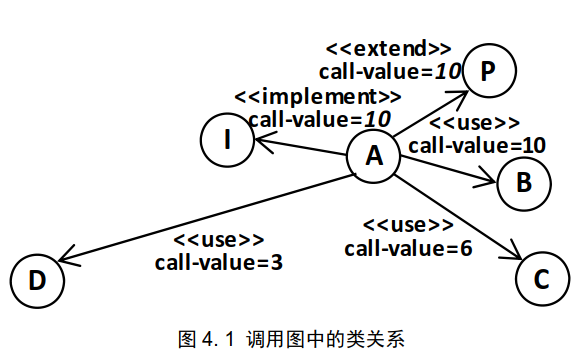 <<extend>>
call-value=10
P
<<implement>>
call-value=10
<<use>>
call-value=10
I
A
B
<<use>>
call-value=6
<<use>>
call-value=3
D
C
图 4.1 调用图中的类关系